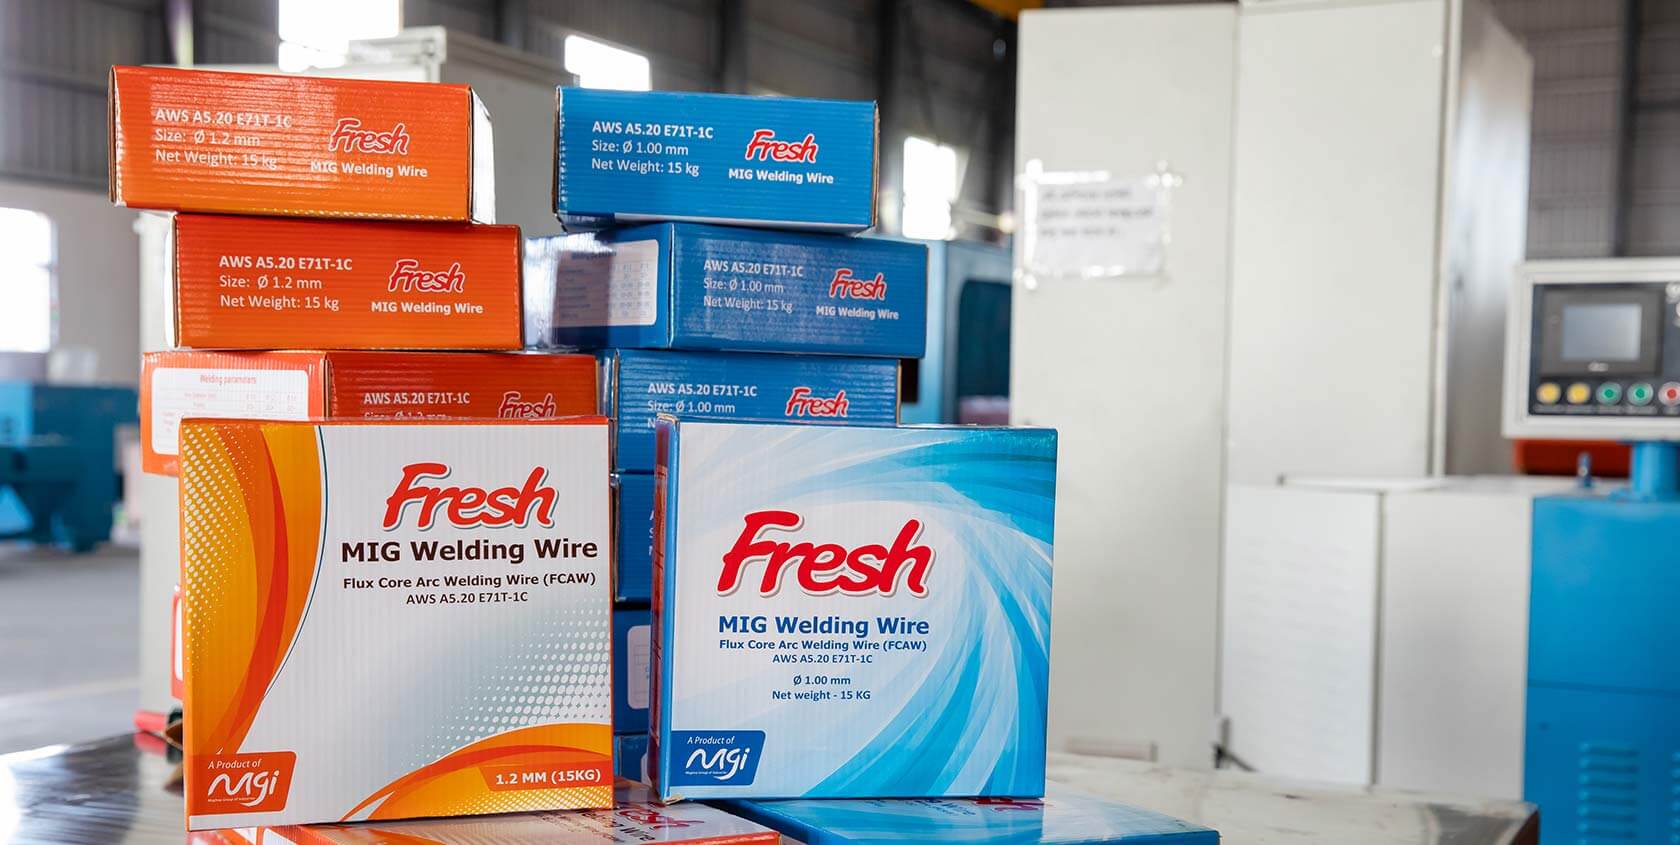 AWS A5.20 E71T-1C
Size: Ø 1.2 mm
Net Weight: 15 kg
Fresh
MIG Welding Wire
AWS A5.20 E71T-1C
Size: Ø 1.00 mm
Net Weight: 15 kg
Fresh
MIG Welding Wire
AWS A5.20 E71T-1C
Size: Ø 1.2 mm
Net Weight: 15 kg
Fresh
MIG Welding Wire
AWS A5.20 E71T-1C
Size: Ø 1.00 mm
Net Weight: 15 kg
Fresh
MIG Welding Wire
Welding parameters
AWS A5.20 E71T-1C
Size: Ø 1.2 mm
Fresh
AWS A5.20 E71T-1C
Size: Ø 1.00 mm
Fresh
Fresh
MIG Welding Wire
Flux Core Arc Welding Wire (FCAW)
AWS A5.20 E71T-1C
A Product of
Mgi
1.2 MM (15KG)
Fresh
MIG Welding Wire
Flux Core Arc Welding Wire (FCAW)
AWS A5.20 E71T-1C
Ø 1.00 mm
Net weight - 15 KG
A Product of
Mgi
Fresh
Welding Wire